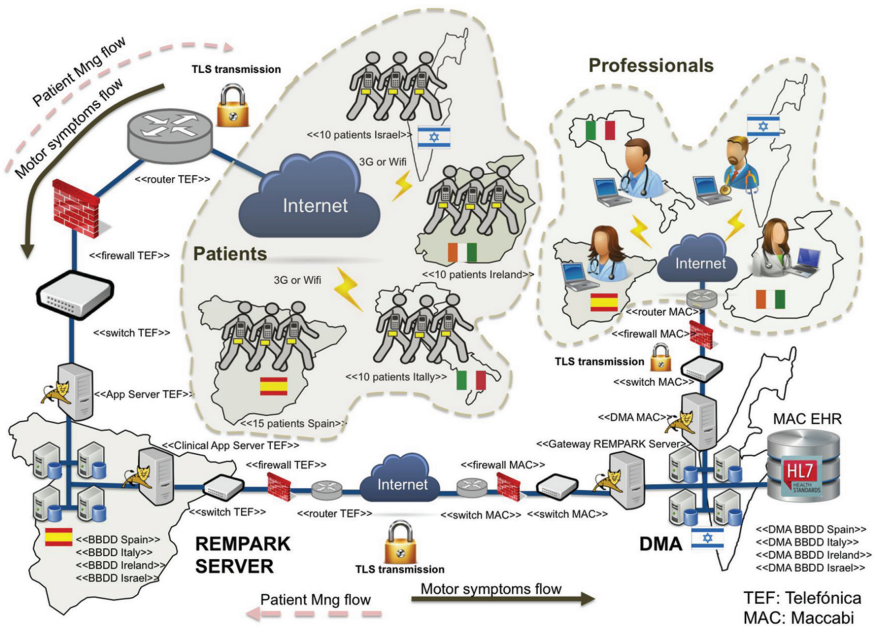 Patient Mng flow
Motor symptoms flow
TLS transmission
Professionals
<<10 patients Israel>>
<<router TEF>>
3G or Wifi
Internet
Patients
<<firewall TEF>>
<<10 patients Ireland>>
Internet
3G or Wifi
<<router MAC>>
<<switch TEF>>
<<firewall MAC>>
TLS transmission
<<10 patients Itally>>
<<switch MAC>>
<<App Server TEF>>
<<15 patients Spain>>
<<DMA MAC>>
MAC EHR
<<Clinical App Server TEF>>
<<Gateway REMPARK Server>>
<<firewall TEF>>
<<firewall MAC>>
HL7
HEALTH
STANDARDS
Internet
<<switch TEF>>
<<router TEF>>
<<switch MAC>>
<<switch MAC>>
<<BBDD Spain>>
<<BBDD Italy>>
<<BBDD Ireland>>
<<BBDD Israel>>
REMPARK
SERVER
TLS transmission
DMA
<<DMA BBDD Spain>>
<<DMA BBDD Italy>>
<<DMA BBDD Ireland>>
<<DMA BBDD Israel>>
Patient Mng flow
Motor symptoms flow
TEF: Telefónica
MAC: Maccabi